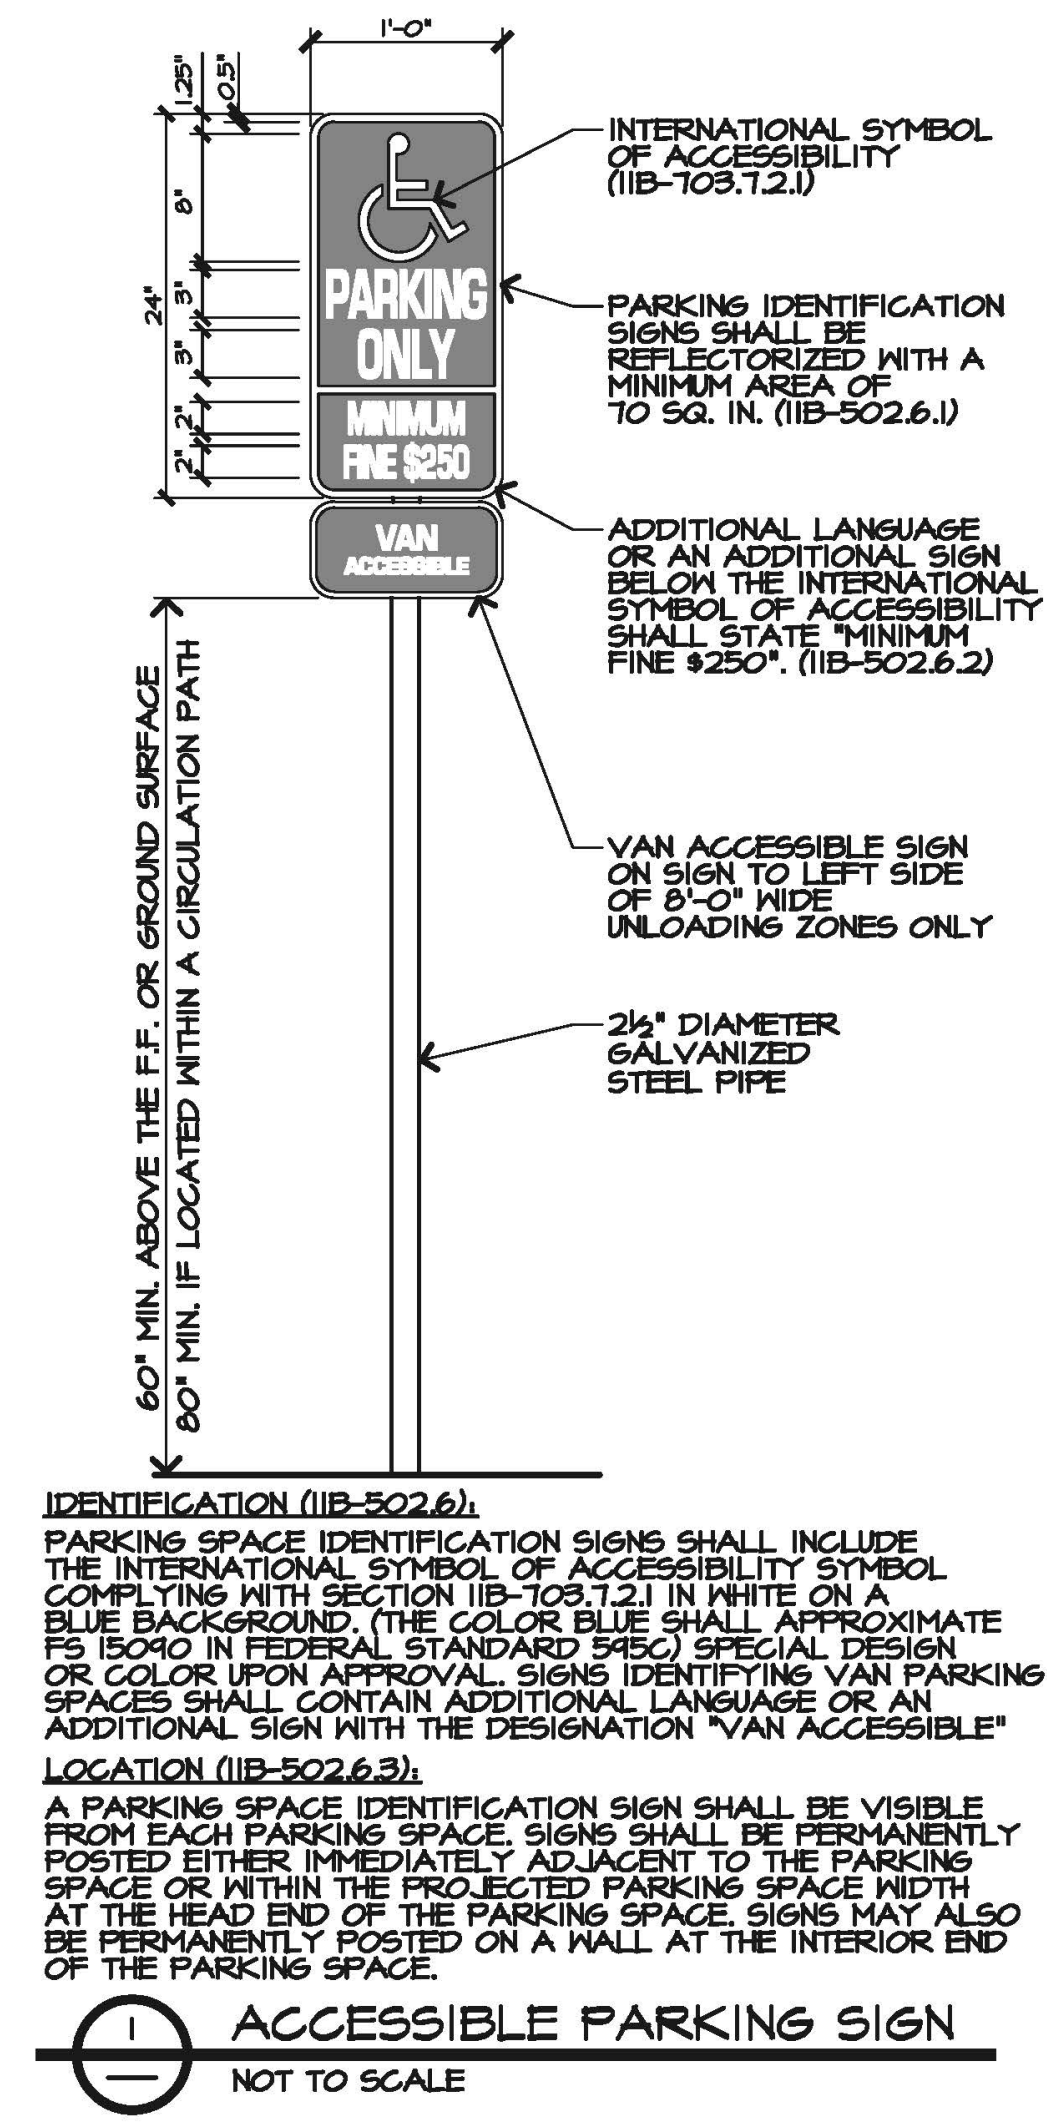 1'-0"
1.25"
0.5"
8"
24"
3"
3"
2"
2"
PARKING
ONLY
MINIMUM
FINE $250
VAN
ACCESSIBLE
INTERNATIONAL SYMBOL
OF ACCESSIBILITY
(11B-703.7.2.1)
PARKING IDENTIFICATION
SIGNS SHALL BE
REFLECTORIZED WITH A
MINIMUM AREA OF
70 SQ. IN. (11B-502.6.1)
ADDITIONAL LANGUAGE
OR AN ADDITIONAL SIGN
BELOW THE INTERNATIONAL
SYMBOL OF ACCESSIBILITY
SHALL STATE "MINIMUM
FINE $250". (11B-502.6.2)
VAN ACCESSIBLE SIGN
ON SIGN TO LEFT SIDE
OF 8'-0" WIDE
UNLOADING ZONES ONLY
2½" DIAMETER
GALVANIZED
STEEL PIPE
60" MIN. ABOVE THE F.F. OR GROUND SURFACE
80" MIN. IF LOCATED WITHIN A CIRCULATION PATH
IDENTIFICATION (11B-502.6):
PARKING SPACE IDENTIFICATION SIGNS SHALL INCLUDE
THE INTERNATIONAL SYMBOL OF ACCESSIBILITY SYMBOL
COMPLYING WITH SECTION 11B-703.7.2.1 IN WHITE ON A
BLUE BACKGROUND. (THE COLOR BLUE SHALL APPROXIMATE
FS 15090 IN FEDERAL STANDARD 595C) SPECIAL DESIGN
OR COLOR UPON APPROVAL. SIGNS IDENTIFYING VAN PARKING
SPACES SHALL CONTAIN ADDITIONAL LANGUAGE OR AN
ADDITIONAL SIGN WITH THE DESIGNATION "VAN ACCESSIBLE"
LOCATION (11B-502.6.3):
A PARKING SPACE IDENTIFICATION SIGN SHALL BE VISIBLE
FROM EACH PARKING SPACE. SIGNS SHALL BE PERMANENTLY
POSTED EITHER IMMEDIATELY ADJACENT TO THE PARKING
SPACE OR WITHIN THE PROJECTED PARKING SPACE WIDTH
AT THE HEAD END OF THE PARKING SPACE. SIGNS MAY ALSO
BE PERMANENTLY POSTED ON A WALL AT THE INTERIOR END
OF THE PARKING SPACE.
1
—
ACCESSIBLE PARKING SIGN
NOT TO SCALE